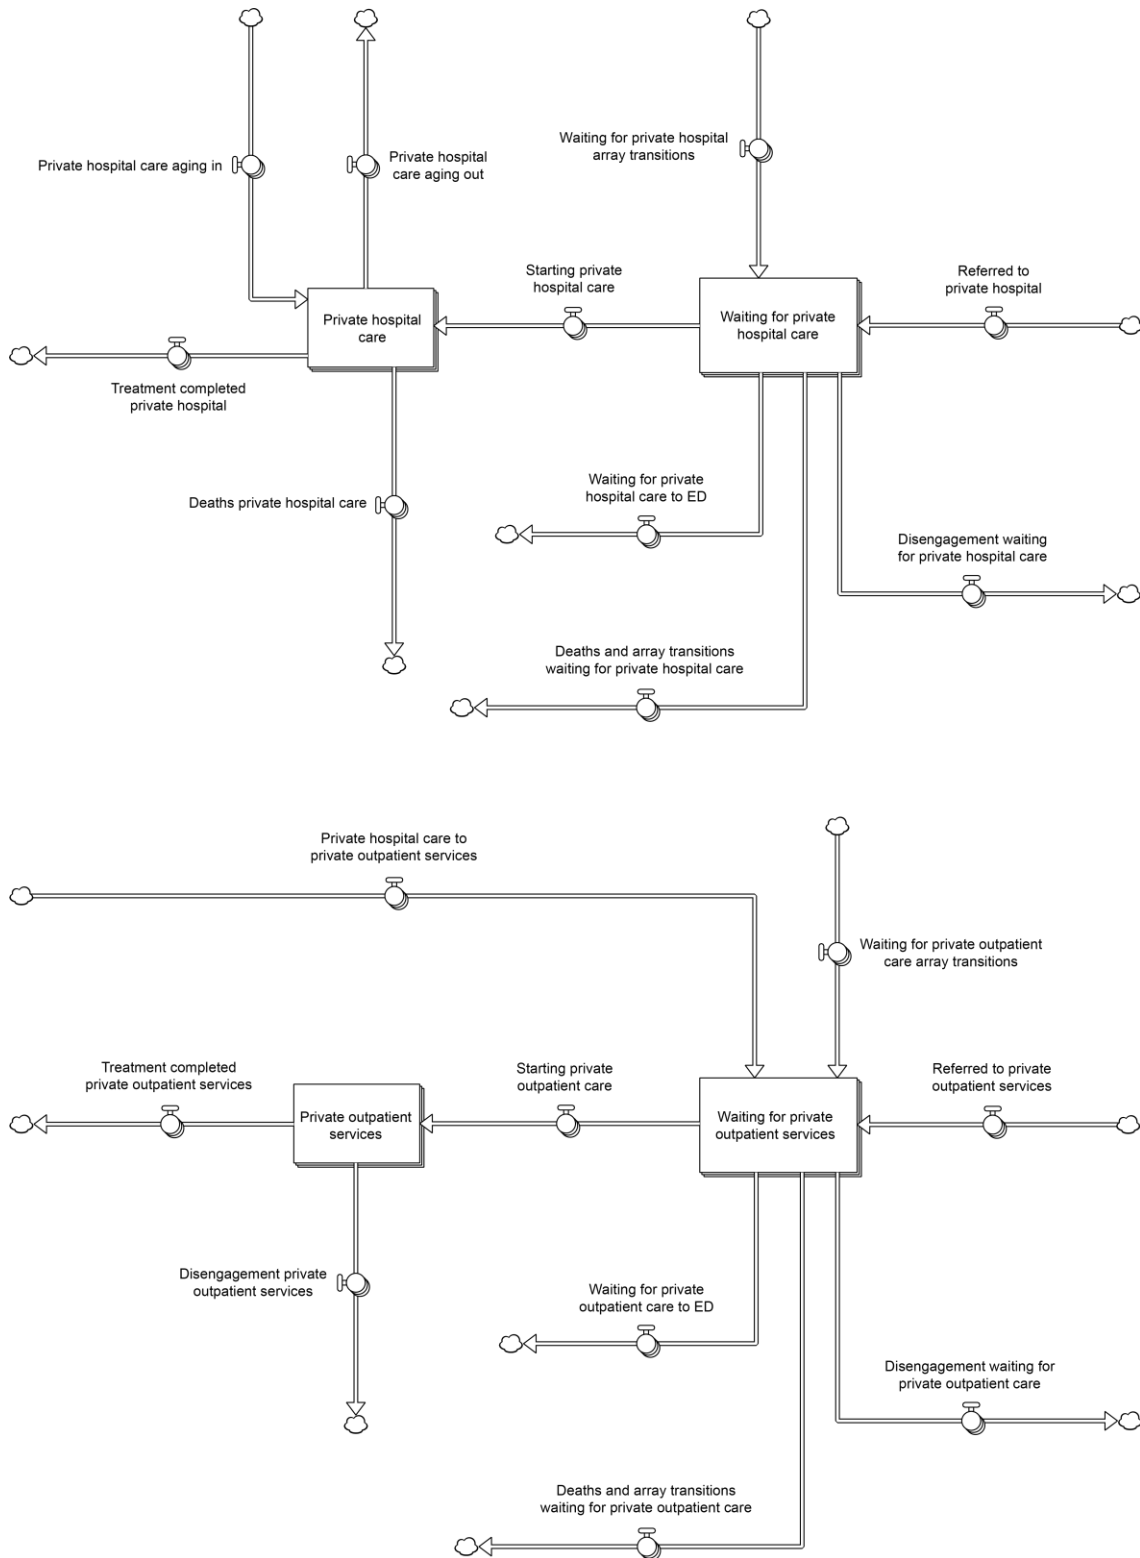 Waiting for private hospital
array transitions
Private hospital care aging in
Private hospital
care aging out
Starting private
hospital care
Referred to
private hospital
Private hospital
care
Waiting for private
hospital care
Treatment completed
private hospital
Waiting for private
hospital care to ED
Deaths private hospital care
Disengagement waiting
for private hospital care
Deaths and array transitions
waiting for private hospital care
Private hospital care to
private outpatient services
Waiting for private outpatient
care array transitions
Treatment completed
private outpatient services
Starting private
outpatient care
Referred to private
outpatient services
Private outpatient
services
Waiting for private
outpatient services
Disengagement private
outpatient services
Waiting for private
outpatient care to ED
Disengagement waiting for
private outpatient care
Deaths and array transitions
waiting for private outpatient care